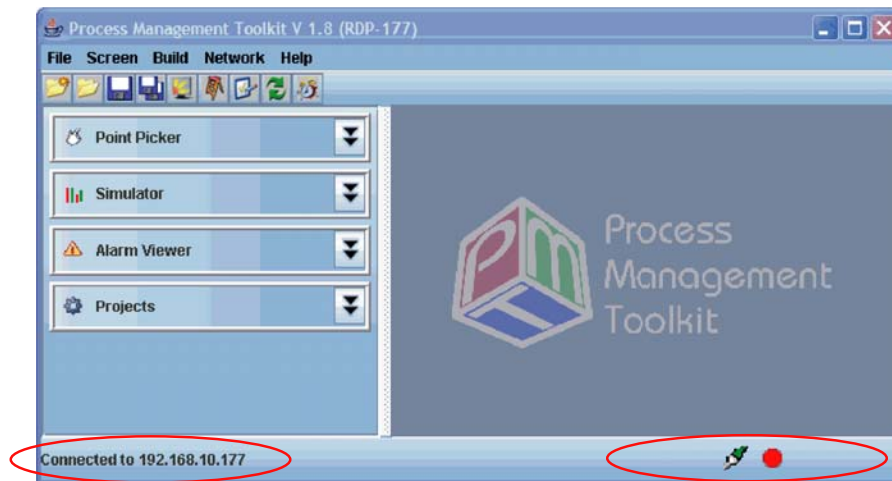 Process Management Toolkit V 1.8 (RDP-177)
File Screen Build Network Help
Point Picker
Simulator
Alarm Viewer
Projects
PMT
Process
Management
Toolkit
Connected to 192.168.10.177